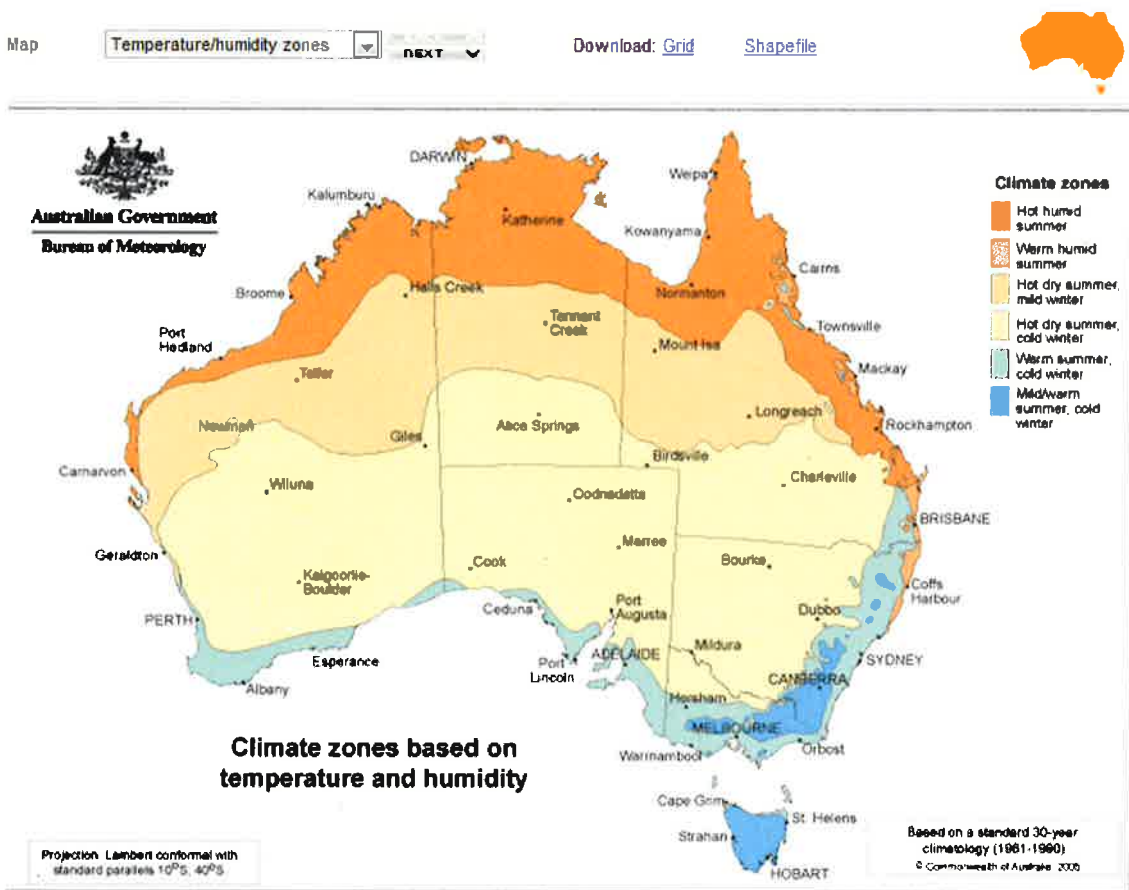 Map
Temperature/humidity zones
NEXT
Download: Grid Shapefile
Australian Government
Bureau of Meteorology
DARWIN
Weipa
Kalumburu
Katherine
Kowanyama
Cairns
Broome
Halls Creek
Normanton
Tennant
Creek
Townsville
Port
Hedland
Mount Isa
Telfer
Mackay
Newman
Longreach
Alice Springs
Giles
Rockhampton
Birdsville
Carnarvon
Charleville
Wiluna
Oodnadatta
BRISBANE
Marree
Geraldton
Bourke
Cook
Kalgoorlie-
Boulder
Coffs
Harbour
Port
Augusta
Ceduna
Dubbo
PERTH
Mildura
ADELAIDE
SYDNEY
Esperance
Port
Lincoln
CANBERRA
Albany
Horsham
MELBOURNE
Orbost
Warrnambool
Cape Grim
St. Helens
Strahan
HOBART
Climate zones
Hot humid
summer
Warm humid
summer
Hot dry summer,
mild winter
Hot dry summer,
cold winter
Warm summer,
cold winter
Mild/warm
summer, cold
winter
Climate zones based on
temperature and humidity
Projection: Lambert conformal with
standard parallels 10°S, 40°S
Based on a standard 30-year
climatology (1961-1990)
© Commonwealth of Australia, 2005